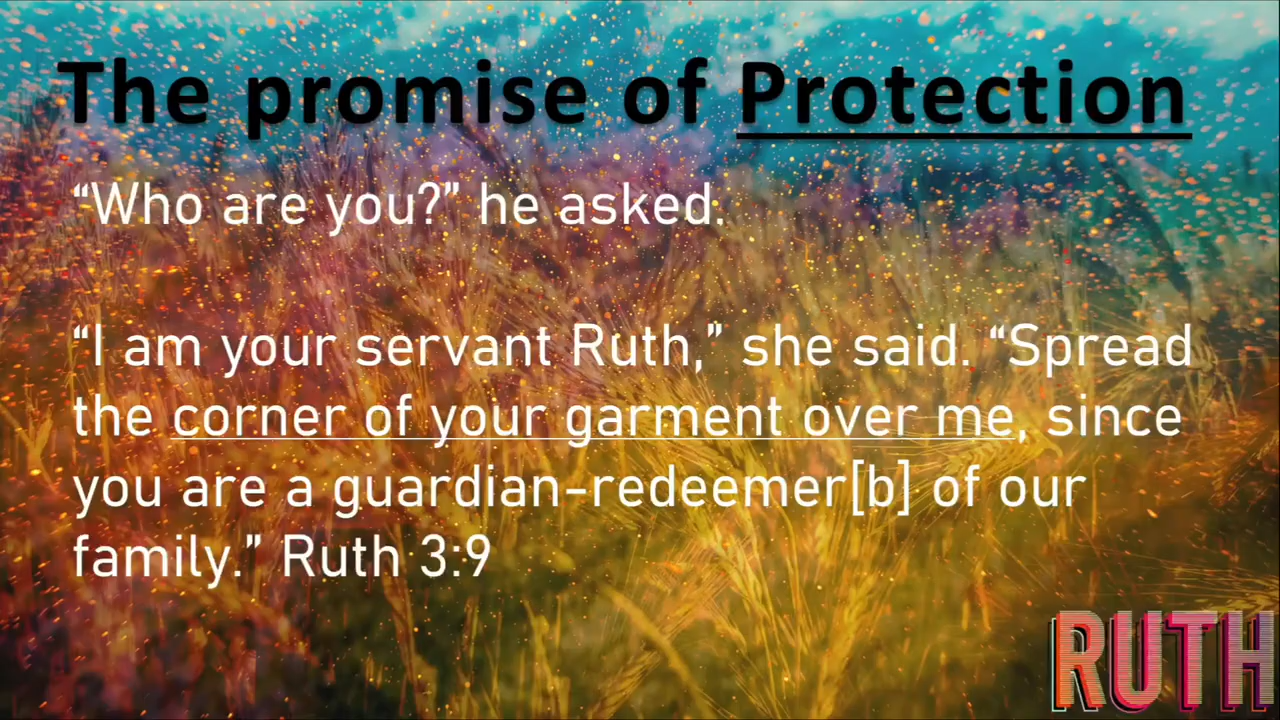 The promise of Protection
“Who are you?” he asked.
“I am your servant Ruth,” she said. “Spread
the corner of your garment over me, since
you are a guardian-redeemer[b] of our
family.” Ruth 3:9
RUTH